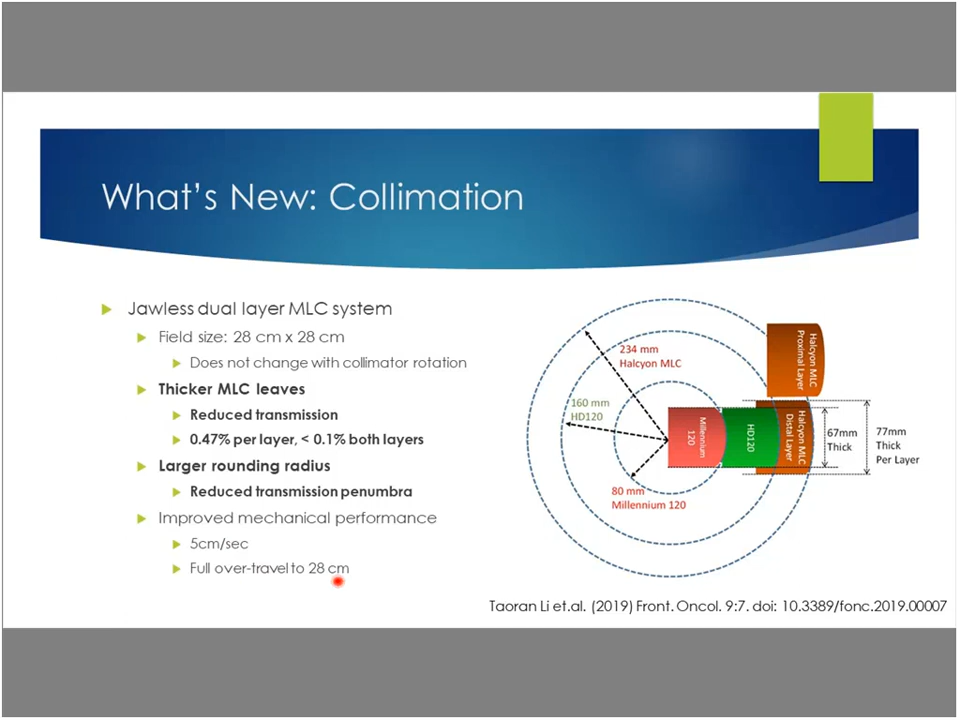 What's New: Collimation
Jawless dual layer MLC system
Field size: 28 cm x 28 cm
Does not change with collimator rotation
Thicker MLC leaves
Reduced transmission
0.47% per layer, < 0.1% both layers
Larger rounding radius
Reduced transmission penumbra
Improved mechanical performance
5cm/sec
Full over-travel to 28 cm
234 mm
Halcyon MLC
160 mm
HD120
80 mm
Millennium 120
Millennium
120
HD120
Halcyon MLC
Proximal Layer
Halcyon MLC
Distal Layer
67mm
Thick
77mm
Thick
Per Layer
Taoran Li et.al. (2019) Front. Oncol. 9:7. doi: 10.3389/fonc.2019.00007